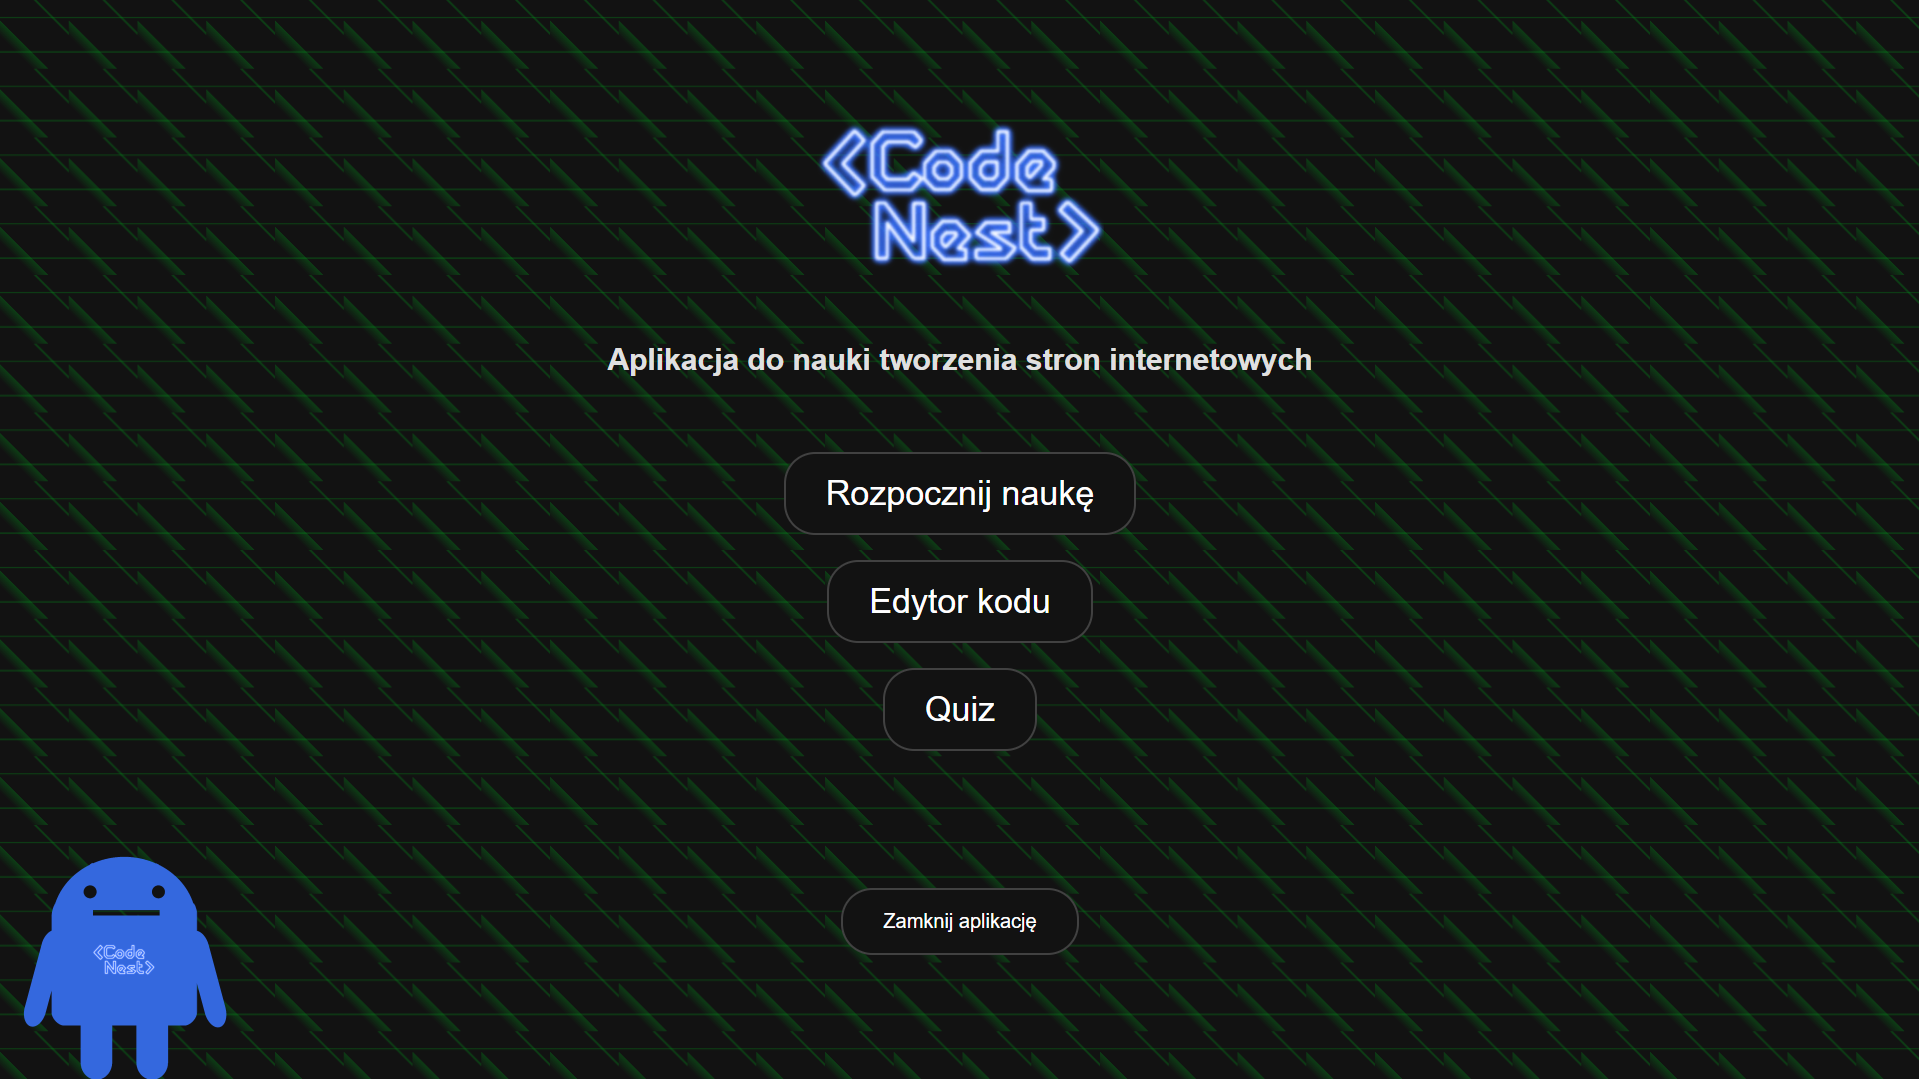 <Code
Nest>
Aplikacja do nauki tworzenia stron internetowych
Rozpocznij naukę
Edytor kodu
Quiz
Zamknij aplikację
<Code
Nest>